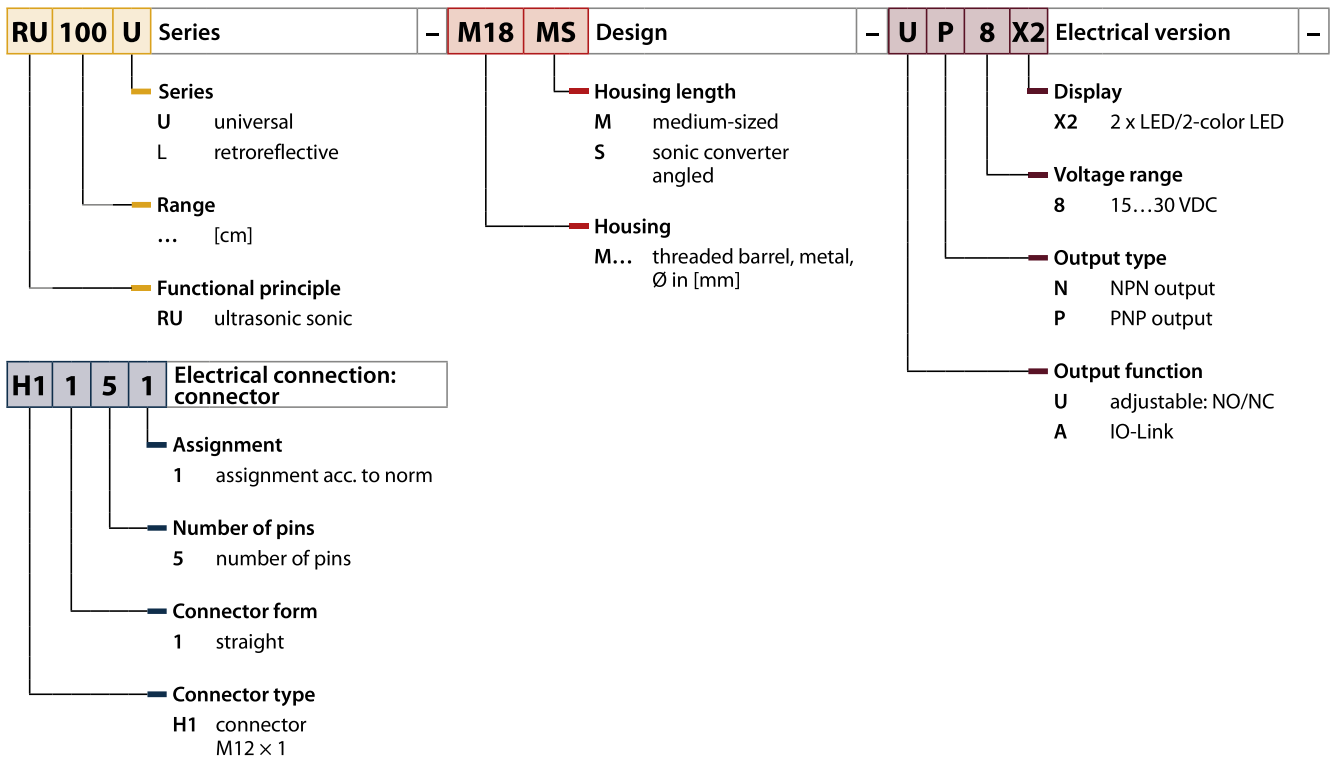 RU 100 U Series – M18 MS Design – U P 8 X2 Electrical version –
Series
U universal
L retroreflective
Range
... [cm]
Functional principle
RU ultrasonic sonic
Housing length
M medium-sized
S sonic converter
angled
Housing
M... threaded barrel, metal,
Ø in [mm]
Display
X2 2 x LED/2-color LED
Voltage range
8 15...30 VDC
Output type
N NPN output
P PNP output
Output function
U adjustable: NO/NC
A IO-Link
H1 1 5 1 Electrical connection:
connector
Assignment
1 assignment acc. to norm
Number of pins
5 number of pins
Connector form
1 straight
Connector type
H1 connector
M12 × 1